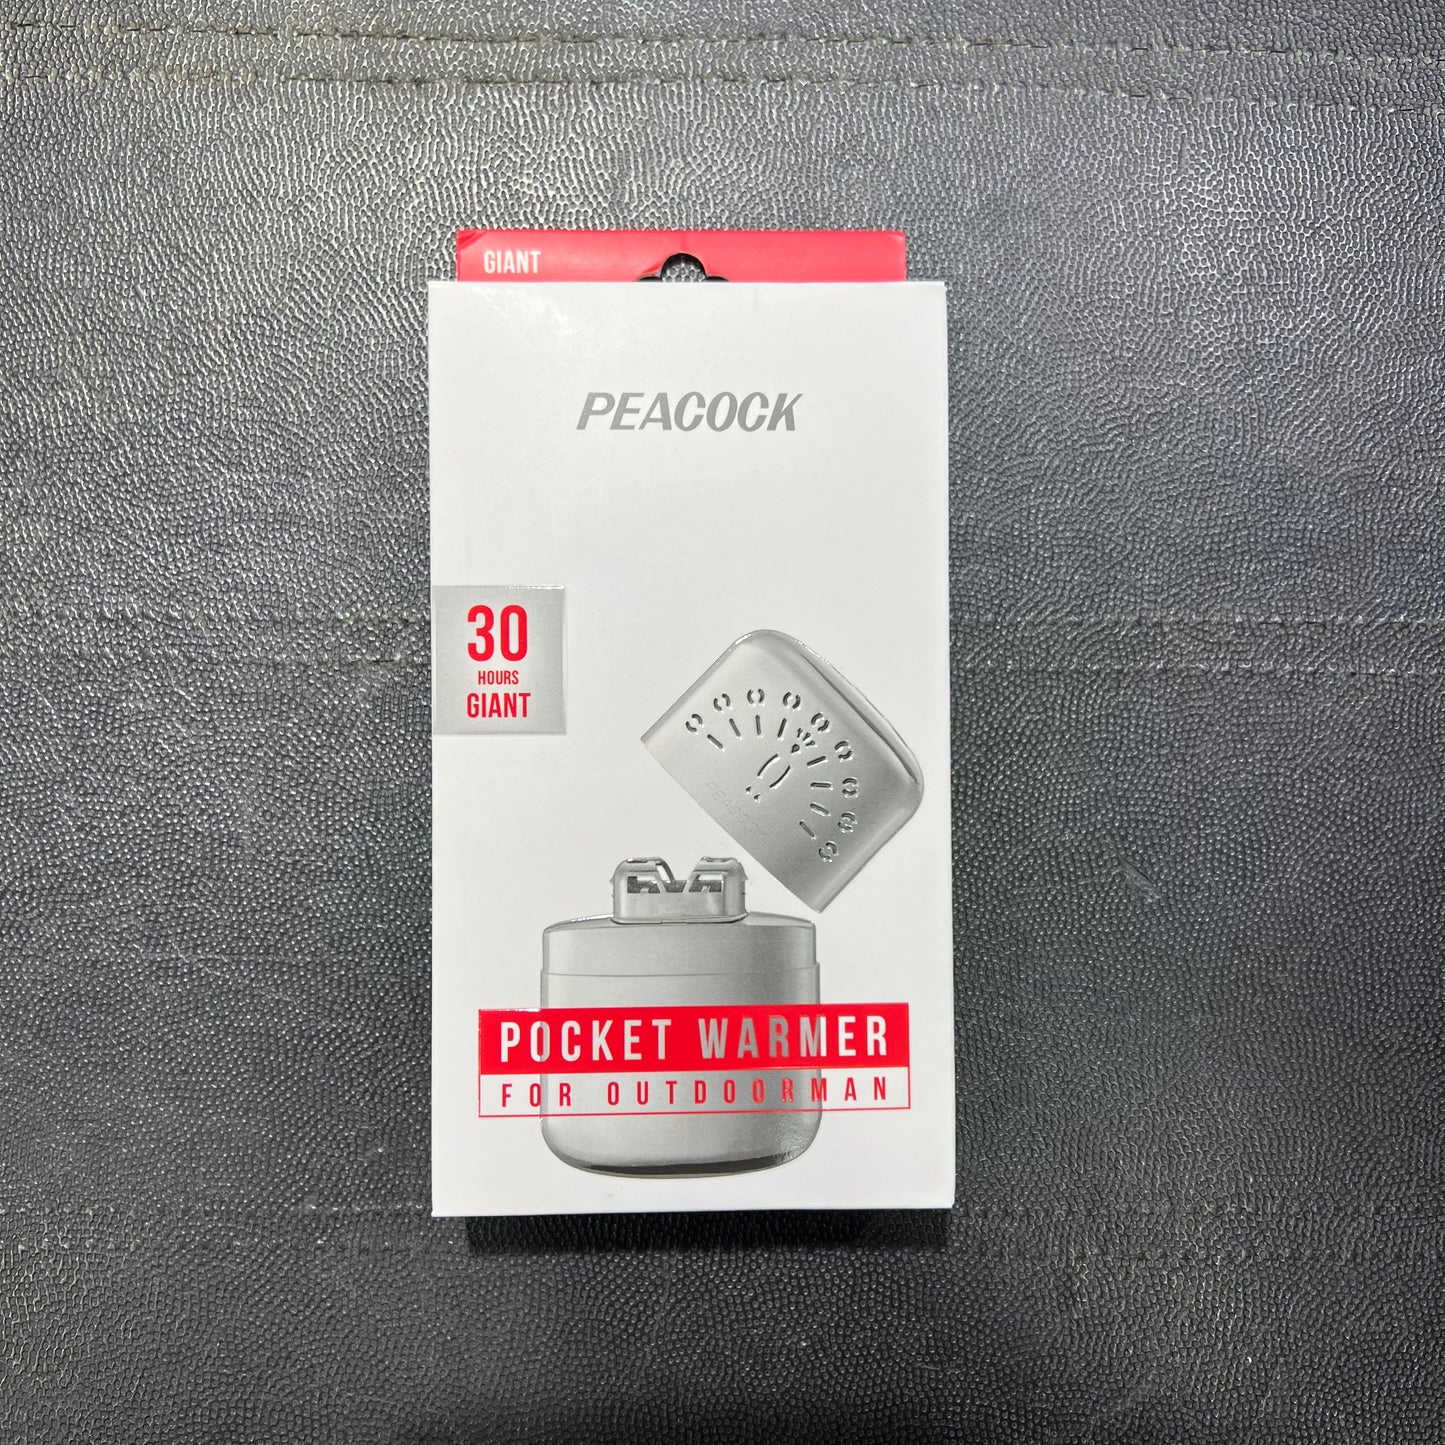 GIANT
PEACOCK
30
HOURS
GIANT
PEACOCK
POCKET WARMER
FOR OUTDOORMAN